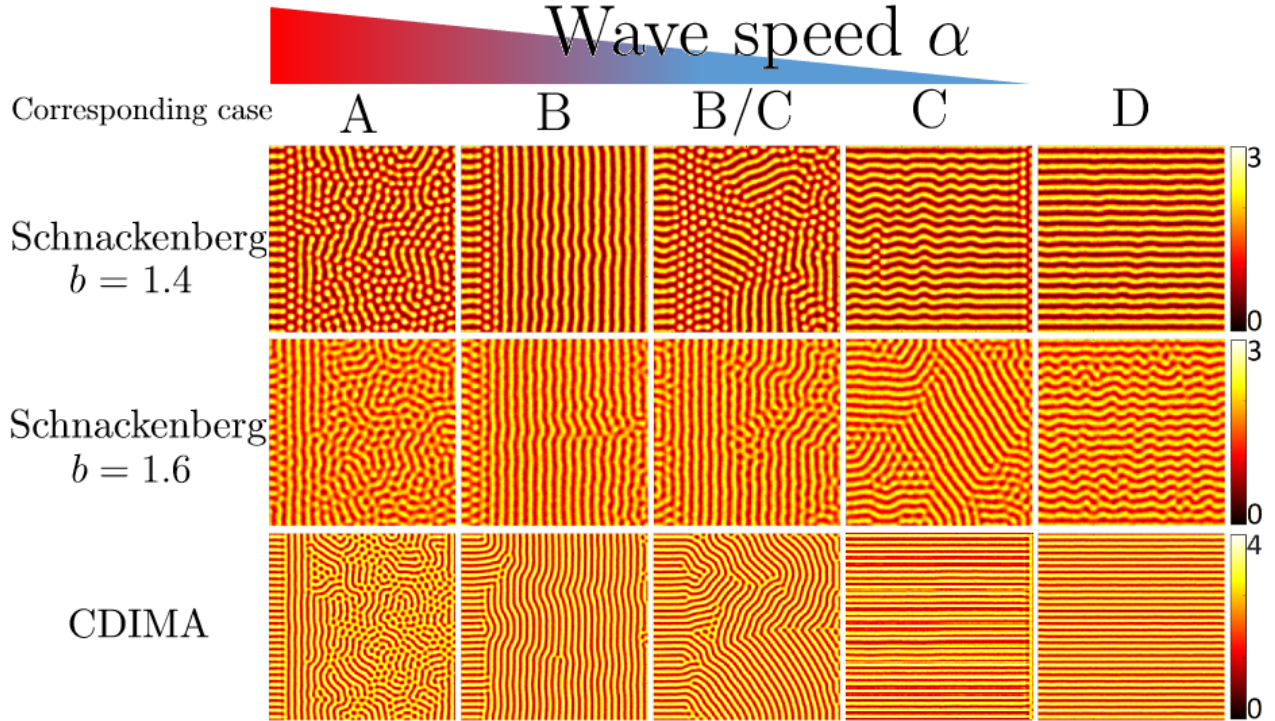 Wave speed α
Corresponding case
A
B
B/C
C
D
Schnackenberg
b = 1.4
3
0
Schnackenberg
b = 1.6
3
0
CDIMA
4
0